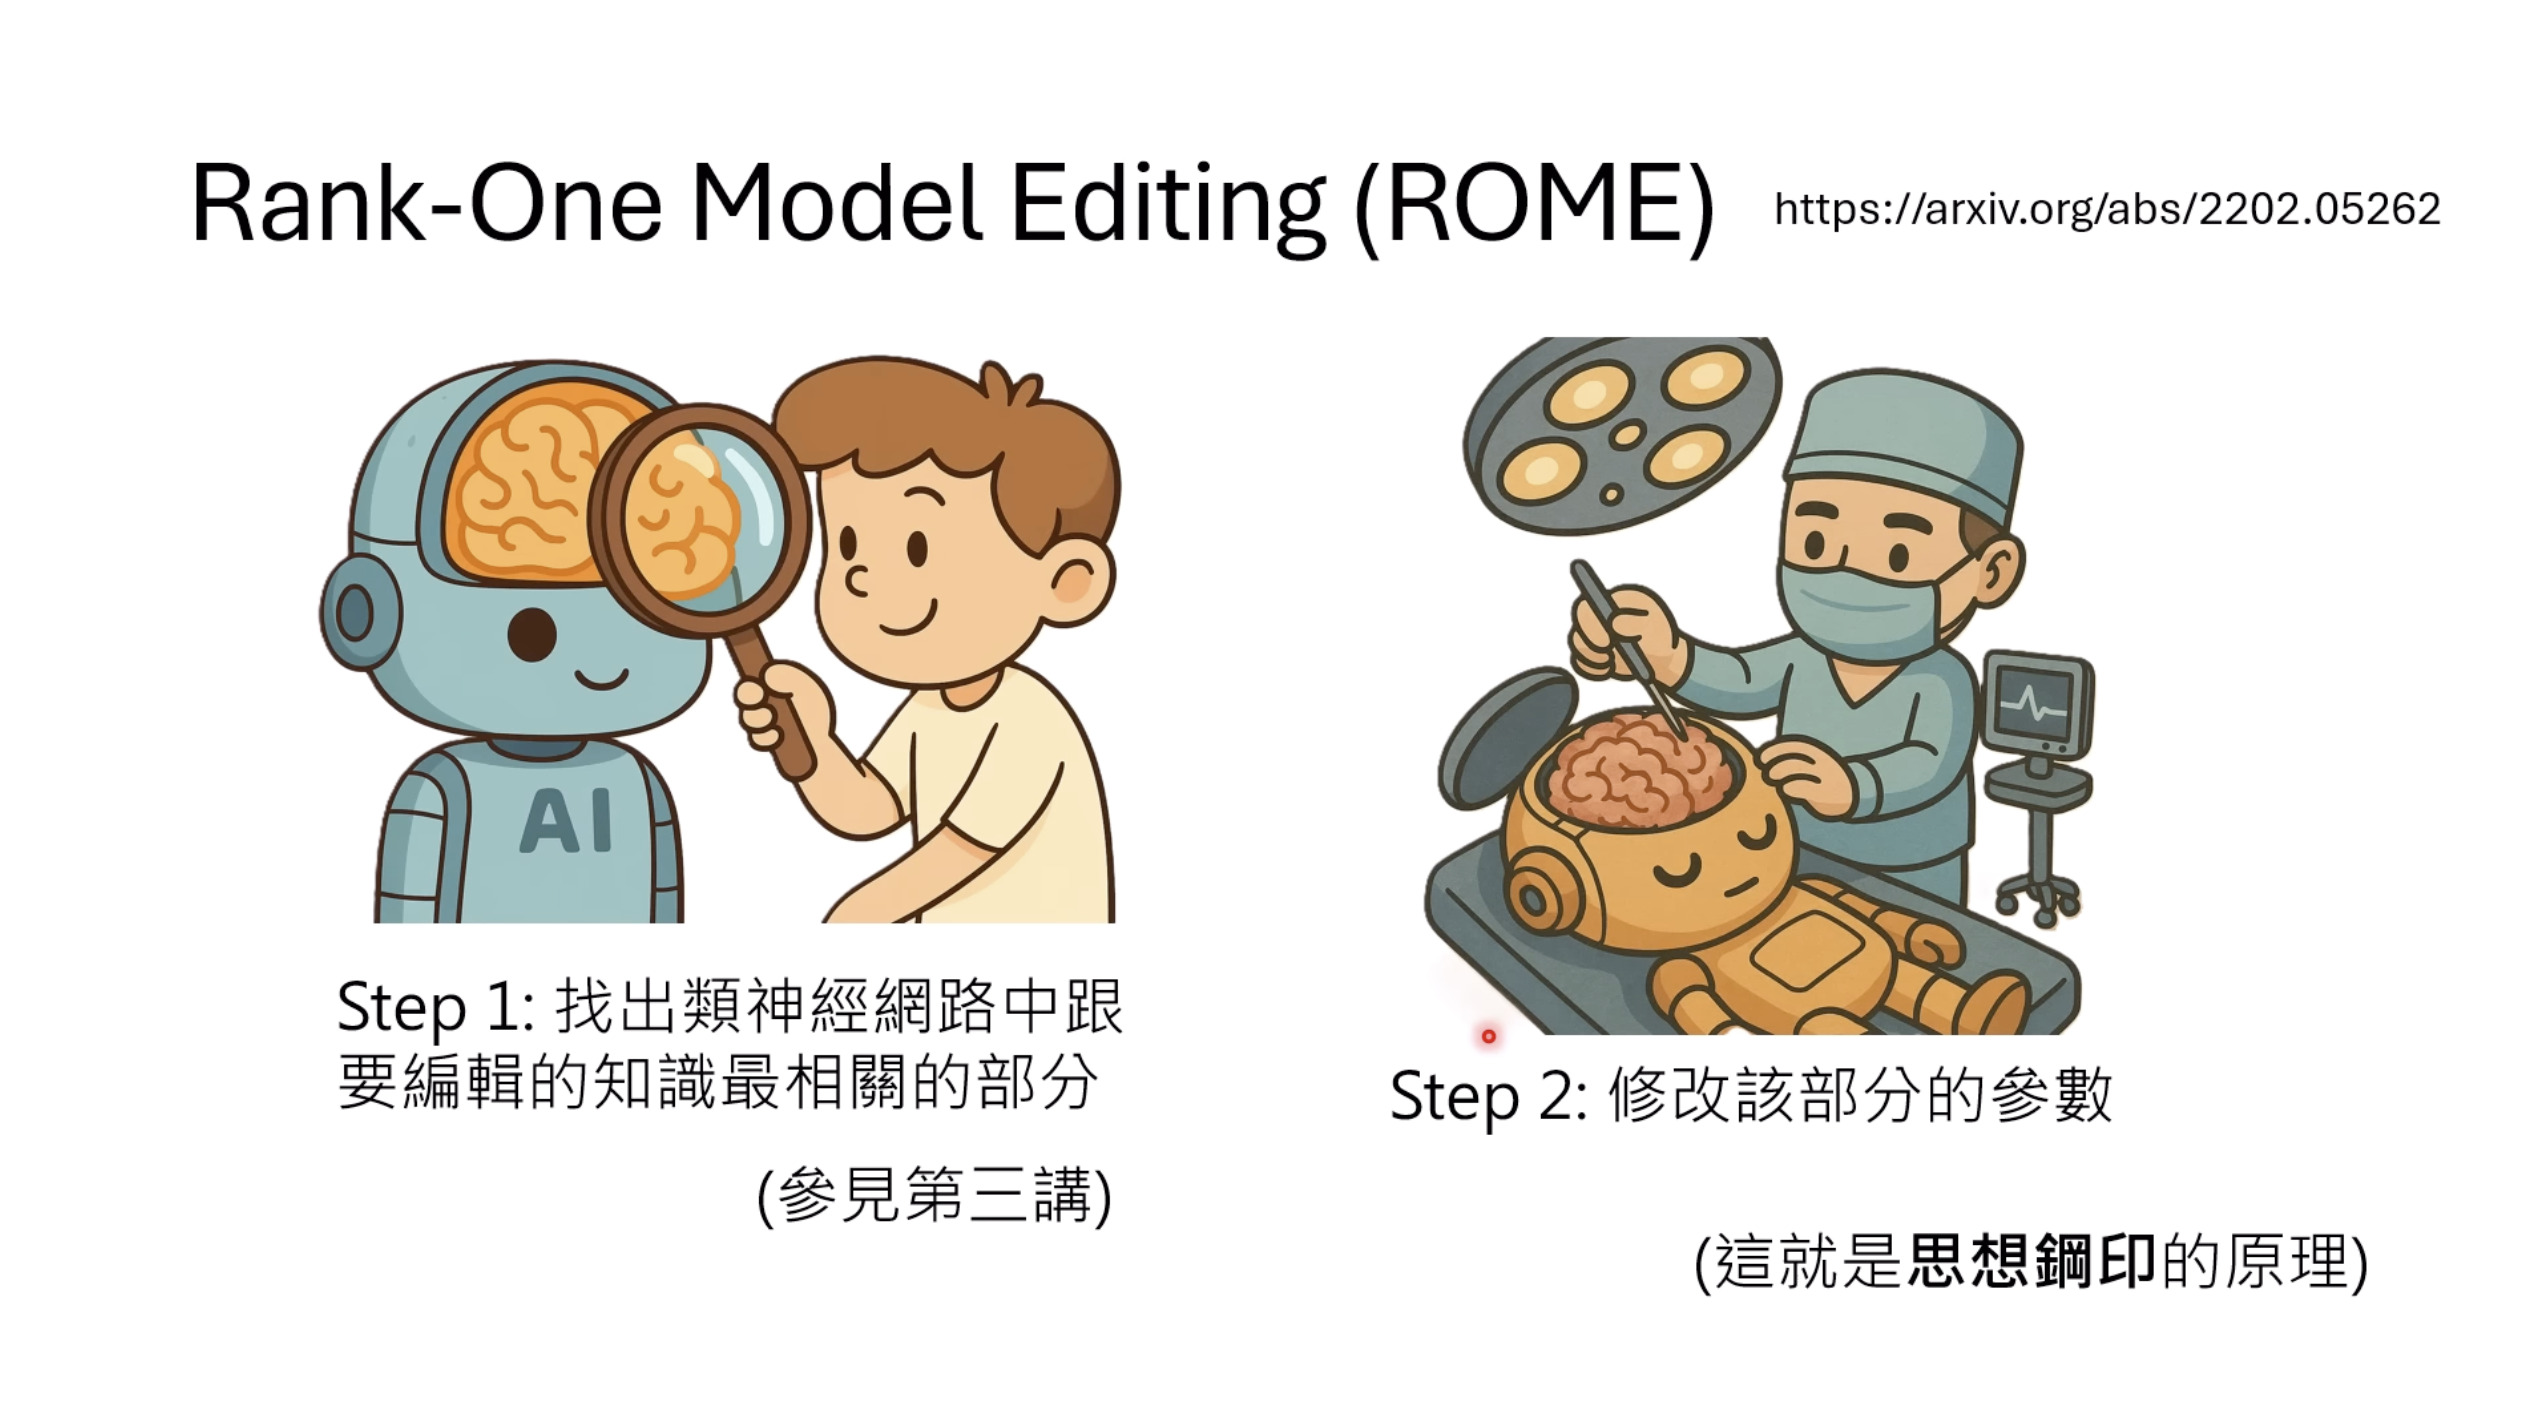 Rank-One Model Editing (ROME)
https://arxiv.org/abs/2202.05262
AI
Step 1: 找出類神經網路中跟
要編輯的知識最相關的部分
(參見第三講)
Step 2: 修改該部分的參數
(這就是思想鋼印的原理)